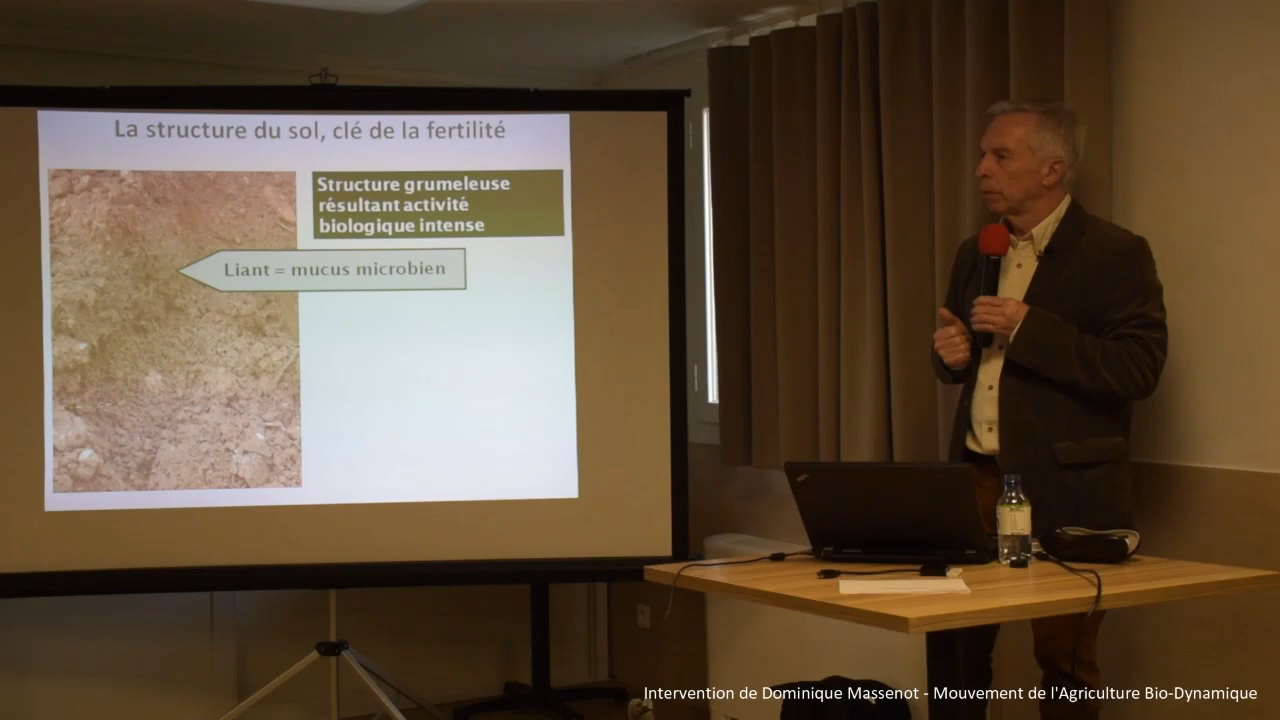 La structure du sol, clé de la fertilité
Structure grumeleuse
résultant activité
biologique intense
Liant = mucus microbien
Intervention de Dominique Massenot - Mouvement de l'Agriculture Bio-Dynamique